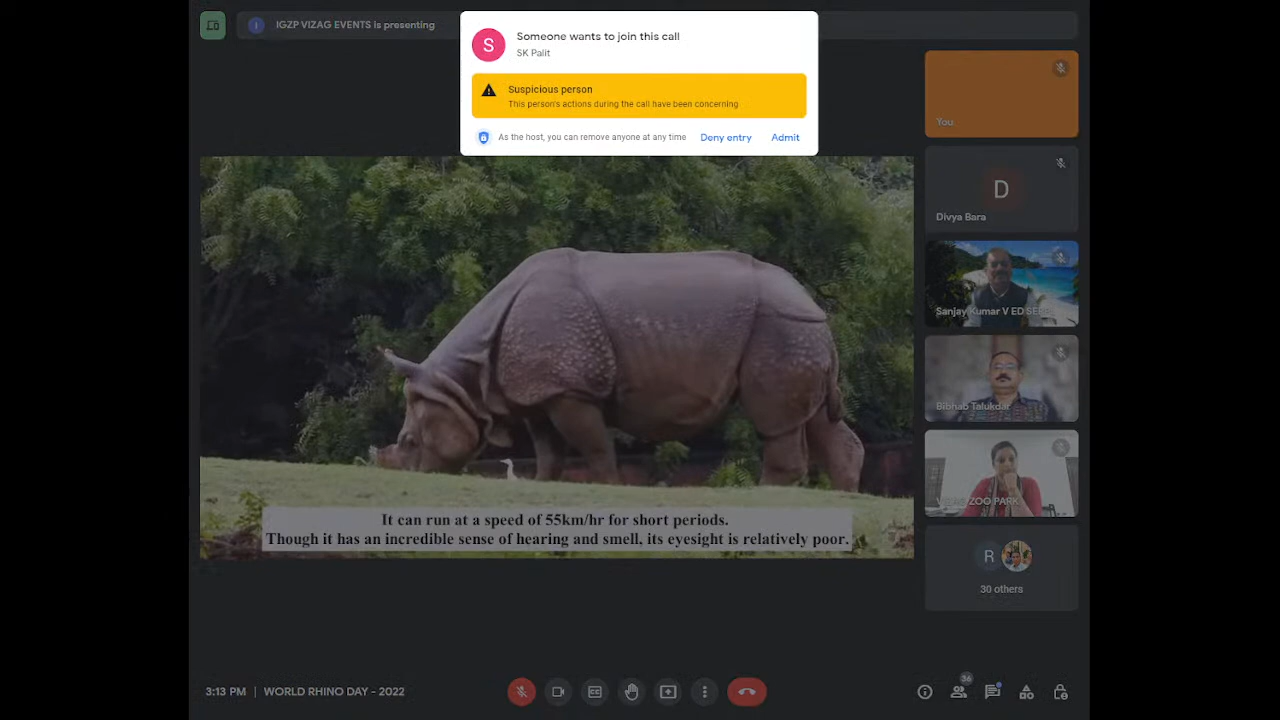 IGZP VIZAG EVENTS is presenting
Someone wants to join this call
S
SK Palit
Suspicious person
This person's actions during the call have been concerning
As the host, you can remove anyone at any time
Deny entry
Admit
You
D
Divya Bara
Sanjay Kumar V ED
Bibhab Talukdar
ZOO PARK
R
30 others
It can run at a speed of 55km/hr for short periods.
Though it has an incredible sense of hearing and smell, its eyesight is relatively poor.
3:13 PM | WORLD RHINO DAY - 2022
CC
36